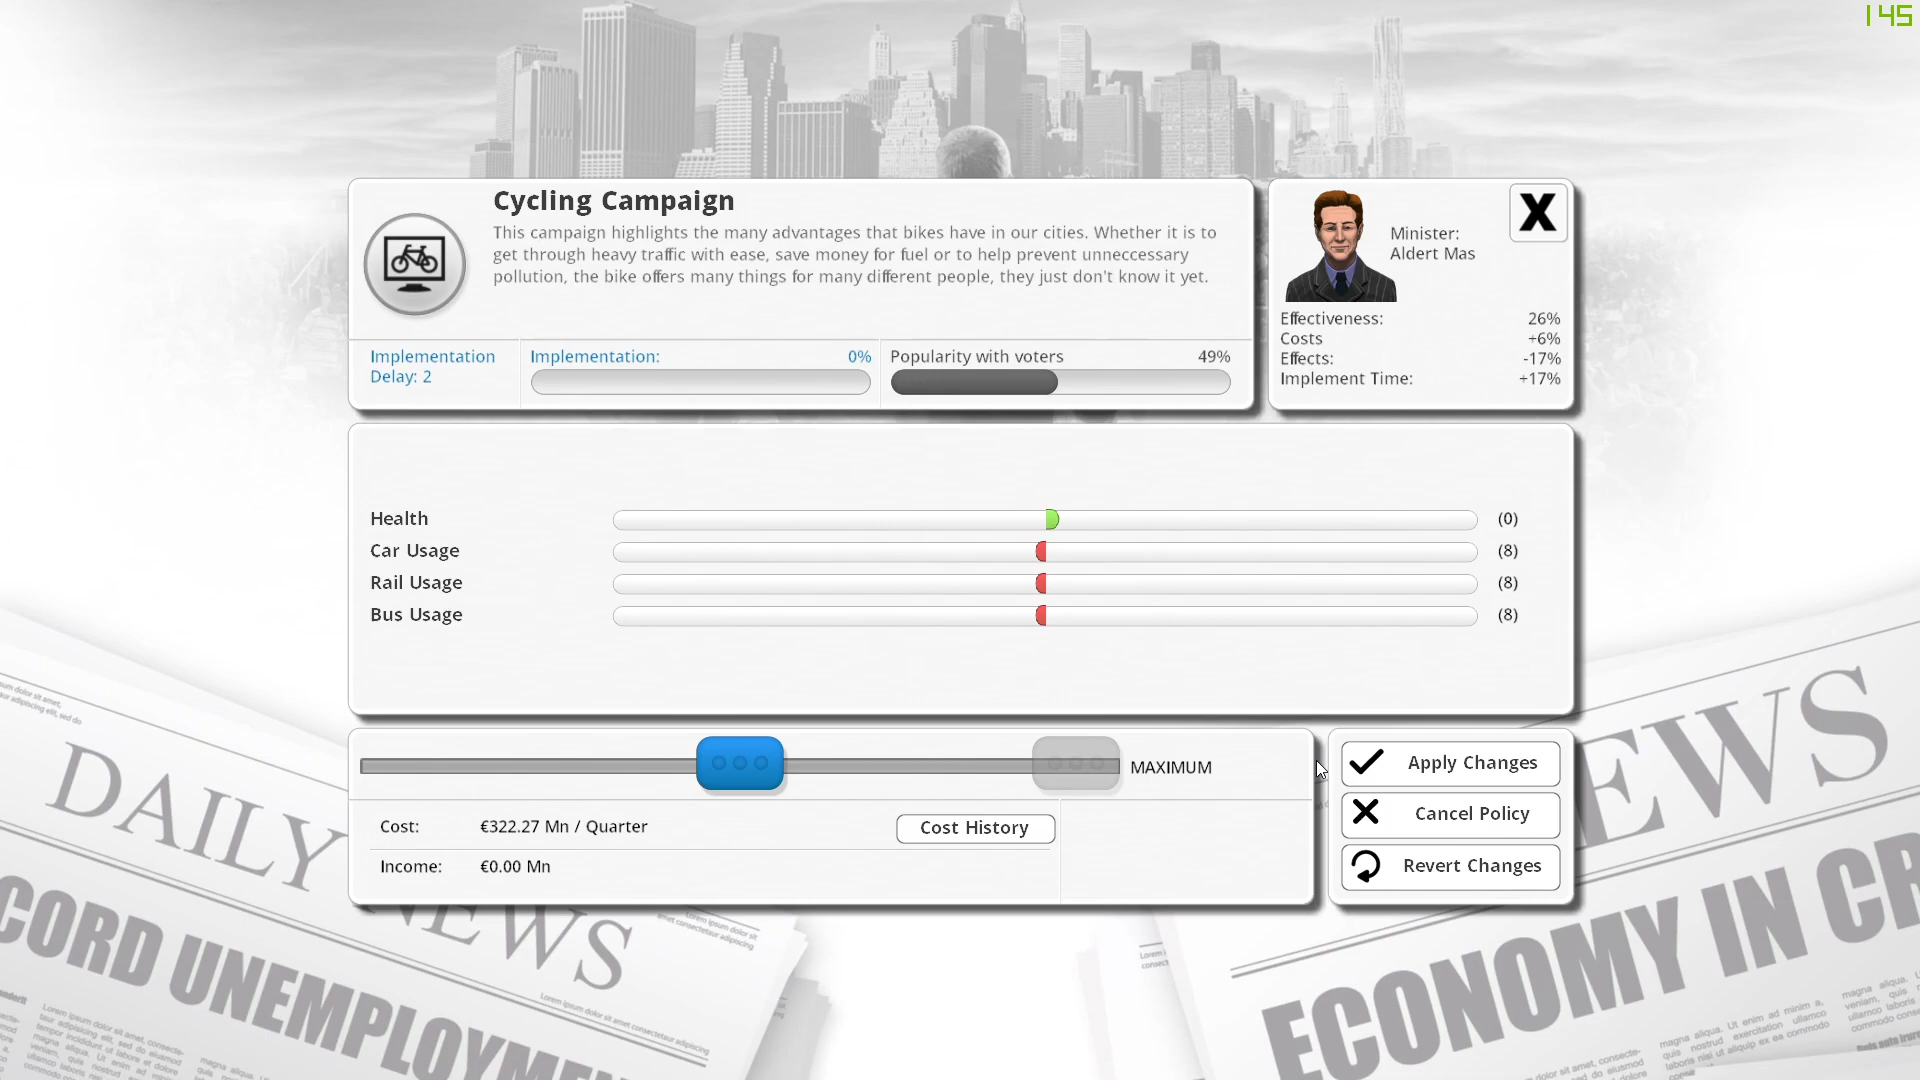 145
Cycling Campaign
This campaign highlights the many advantages that bikes have in our cities. Whether it is to
get through heavy traffic with ease, save money for fuel or to help prevent unneccessary
pollution, the bike offers many things for many different people, they just don't know it yet.
Minister:
Aldert Mas
X
Effectiveness: 26%
Costs +6%
Effects: -17%
Implement Time: +17%
Implementation
Delay: 2
Implementation: 0%
Popularity with voters 49%
Health (0)
Car Usage (8)
Rail Usage (8)
Bus Usage (8)
MAXIMUM
Cost: €322.27 Mn / Quarter
Cost History
Income: €0.00 Mn
Apply Changes
Cancel Policy
Revert Changes
DAILY NEWS
CORD UNEMPLOYME
EWS
ECONOMY IN CR